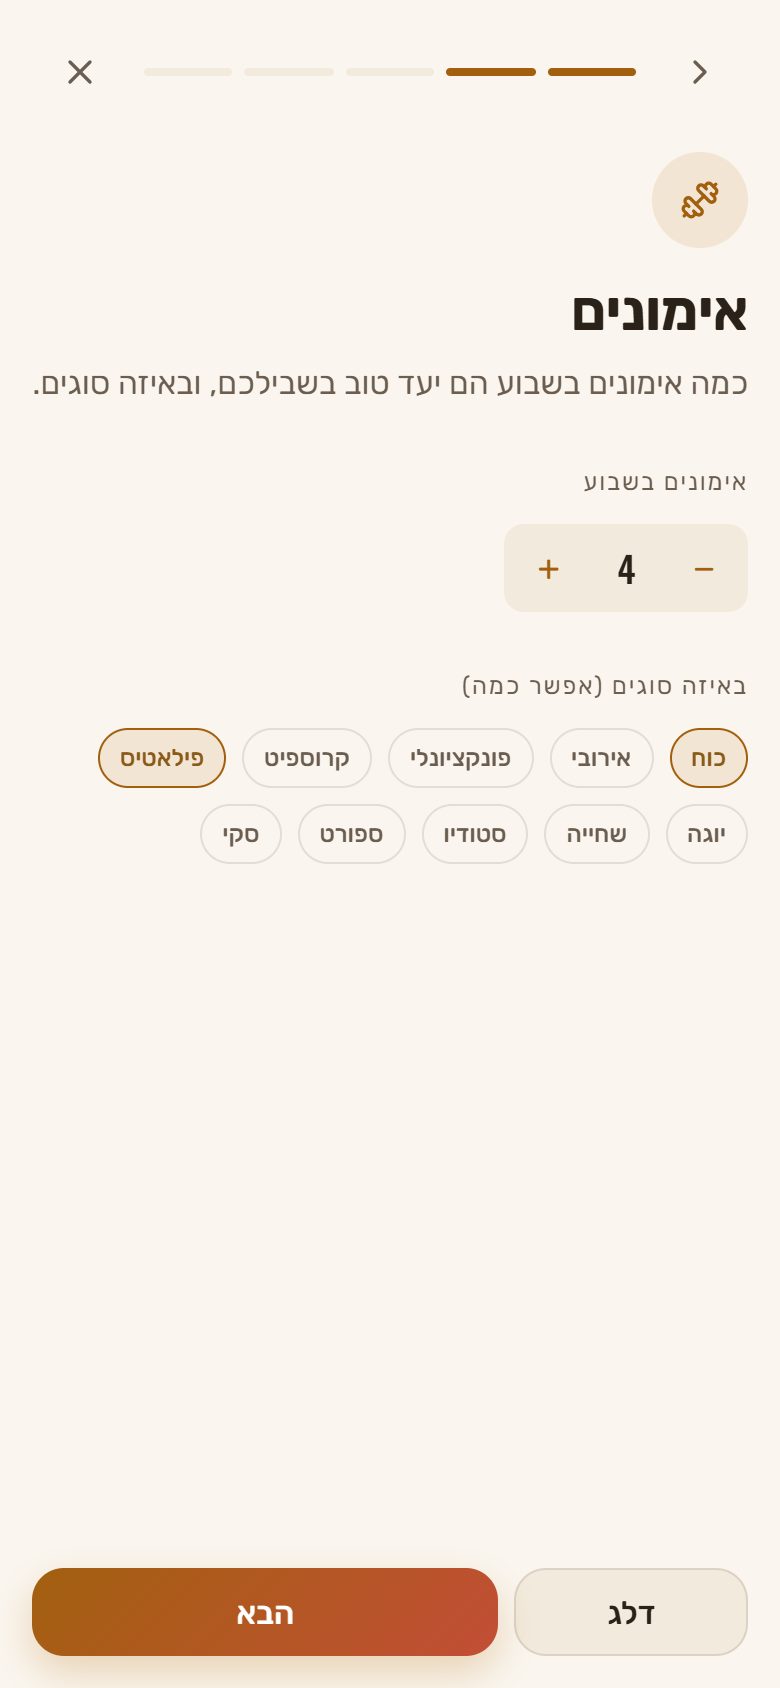 אימונים
כמה אימונים בשבוע הם יעד טוב בשבילכם, ובאיזה סוגים.
אימונים בשבוע
− 4 +
באיזה סוגים (אפשר כמה)
כוח אירובי פונקציונלי קרוספיט פילאטיס
יוגה שחייה סטודיו ספורט סקי
דלג הבא